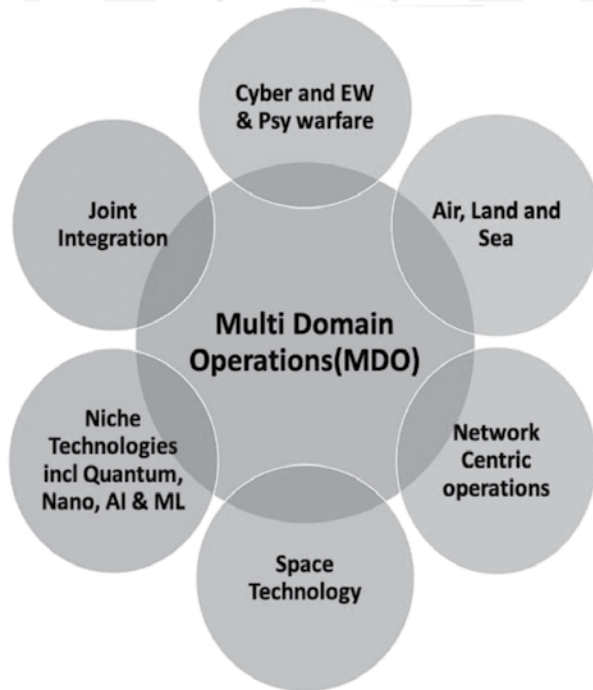 Cyber and EW
& Psy warfare
Joint
Integration
Air, Land and
Sea
Multi Domain
Operations(MDO)
Niche
Technologies
incl Quantum,
Nano, AI & ML
Network
Centric
operations
Space
Technology